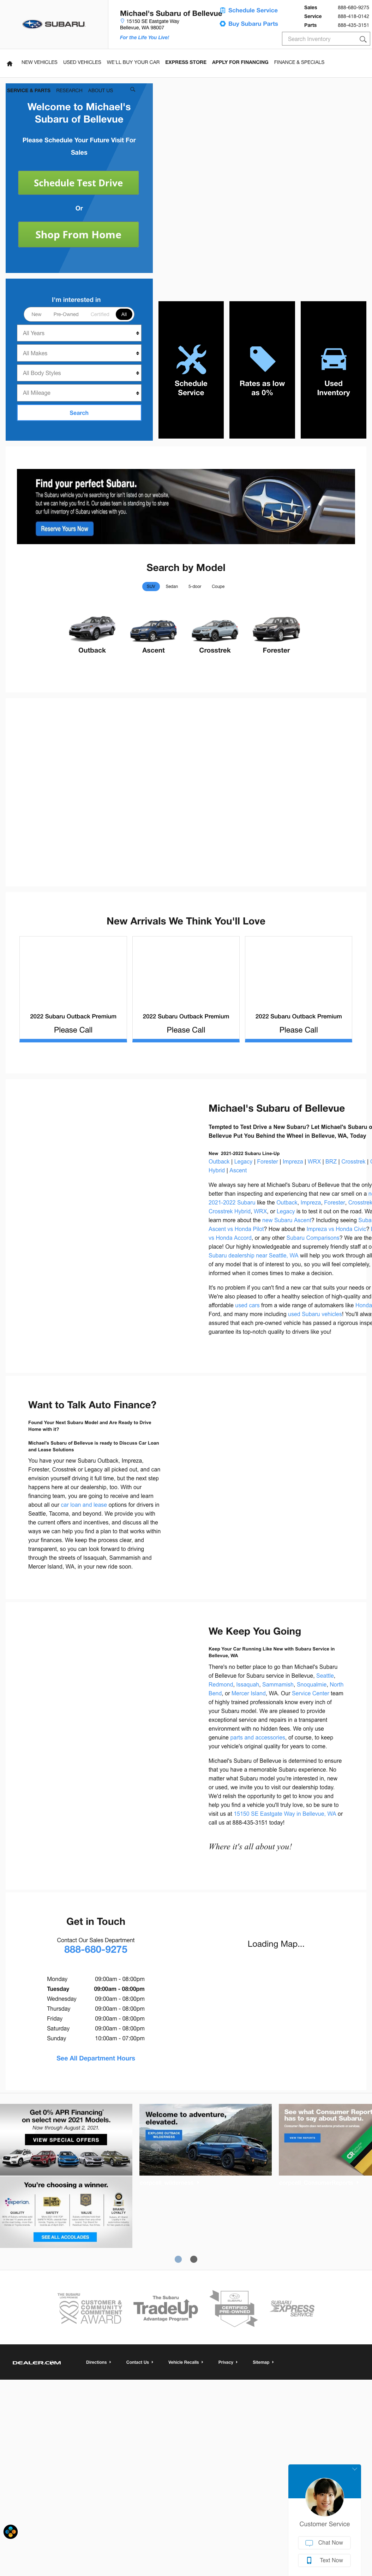 SUBARU
Michael's Subaru of Bellevue
15150 SE Eastgate Way
Bellevue, WA 98007
For the Life You Live!
Schedule Service
Buy Subaru Parts
Sales 888-680-9275
Service 888-418-0142
Parts 888-435-3151
Search Inventory
NEW VEHICLES USED VEHICLES WE'LL BUY YOUR CAR EXPRESS STORE APPLY FOR FINANCING FINANCE & SPECIALS
SERVICE & PARTS RESEARCH ABOUT US
Welcome to Michael's
Subaru of Bellevue
Please Schedule Your Future Visit For
Sales
Schedule Test Drive
Or
Shop From Home
I'm interested in
New Pre-Owned Certified All
All Years
All Makes
All Body Styles
All Mileage
Search
Schedule
Service
Rates as low
as 0%
Used
Inventory
Find your perfect Subaru.
The Subaru vehicle you're searching for isn't listed on our website,
but we can help you find it. Our sales team is standing by to share
our full inventory of Subaru vehicles with you.
Reserve Yours Now
Search by Model
SUV Sedan 5-door Coupe
Outback Ascent Crosstrek Forester
New Arrivals We Think You'll Love
2022 Subaru Outback Premium
Please Call
2022 Subaru Outback Premium
Please Call
2022 Subaru Outback Premium
Please Call
Michael's Subaru of Bellevue
Tempted to Test Drive a New Subaru? Let Michael's Subaru o
Bellevue Put You Behind the Wheel in Bellevue, WA, Today
New 2021-2022 Subaru Line-Up
Outback | Legacy | Forester | Impreza | WRX | BRZ | Crosstrek |
Hybrid | Ascent
We always say here at Michael's Subaru of Bellevue that the only
better than inspecting and experiencing that new car smell on a
2021-2022 Subaru like the Outback, Impreza, Forester, Crosstrek
Crosstrek Hybrid, WRX, or Legacy is to test it out on the road. Wa
learn more about the new Subaru Ascent? Including seeing Suba
Ascent vs Honda Pilot? How about the Impreza vs Honda Civic?
vs Honda Accord, or any other Subaru Comparisons? We are the
place! Our highly knowledgeable and supremely friendly staff at o
Subaru dealership near Seattle, WA will help you work through all
of any model that is of interest to you, so you will feel completely,
informed when it comes times to make a decision.
It's no problem if you can't find a new car that suits your needs or
We're also pleased to offer a healthy selection of high-quality and
affordable used cars from a wide range of automakers like Honda
Ford, and many more including used Subaru vehicles! You'll alwa
assured that each pre-owned vehicle has passed a rigorous inspe
guarantee its top-notch quality to drivers like you!
Want to Talk Auto Finance?
Found Your Next Subaru Model and Are Ready to Drive
Home with it?
Michael's Subaru of Bellevue is ready to Discuss Car Loan
and Lease Solutions
You have your new Subaru Outback, Impreza,
Forester, Crosstrek or Legacy all picked out, and can
envision yourself driving it full time, but the next step
happens here at our dealership, too. With our
financing team, you are going to receive and learn
about all our car loan and lease options for drivers in
Seattle, Tacoma, and beyond. We provide you with
the current offers and incentives, and discuss all the
ways we can help you find a plan to that works within
your finances. We keep the process clear, and
transparent, so you can look forward to driving
through the streets of Issaquah, Sammamish and
Mercer Island, WA, in your new ride soon.
We Keep You Going
Keep Your Car Running Like New with Subaru Service in
Bellevue, WA
There's no better place to go than Michael's Subaru
of Bellevue for Subaru service in Bellevue, Seattle,
Redmond, Issaquah, Sammamish, Snoqualmie, North
Bend, or Mercer Island, WA. Our Service Center team
of highly trained professionals know every inch of
your Subaru model. We are pleased to provide
exceptional service and repairs in a transparent
environment with no hidden fees. We only use
genuine parts and accessories, of course, to keep
your vehicle's original quality for years to come.
Michael's Subaru of Bellevue is determined to ensure
that you have a memorable Subaru experience. No
matter what Subaru model you're interested in, new
or used, we invite you to visit our dealership today.
We'd relish the opportunity to get to know you and
help you find a vehicle you'll truly love, so be sure to
visit us at 15150 SE Eastgate Way in Bellevue, WA or
call us at 888-435-3151 today!
Where it's all about you!
Get in Touch
Contact Our Sales Department
888-680-9275
Monday 09:00am - 08:00pm
Tuesday 09:00am - 08:00pm
Wednesday 09:00am - 08:00pm
Thursday 09:00am - 08:00pm
Friday 09:00am - 08:00pm
Saturday 09:00am - 08:00pm
Sunday 10:00am - 07:00pm
See All Department Hours
Loading Map...
Get 0% APR Financing*
on select new 2021 Models.
Now through August 2, 2021.
VIEW SPECIAL OFFERS
Welcome to adventure,
elevated.
EXPLORE OUTBACK
WILDERNESS
See what Consumer Report
has to say about Subaru.
You're choosing a winner.
experian.
QUALITY SAFETY VALUE BRAND
LOYALTY
SEE ALL ACCOLADES
THE SUBARU
CUSTOMER &
COMMUNITY
COMMITMENT
AWARD
The Subaru
TradeUp
Advantage Program
SUBARU
CERTIFIED
PRE-OWNED
SUBARU
EXPRESS
SERVICE
DEALER.COM
Directions Contact Us Vehicle Recalls Privacy Sitemap
Customer Service
Chat Now
Text Now